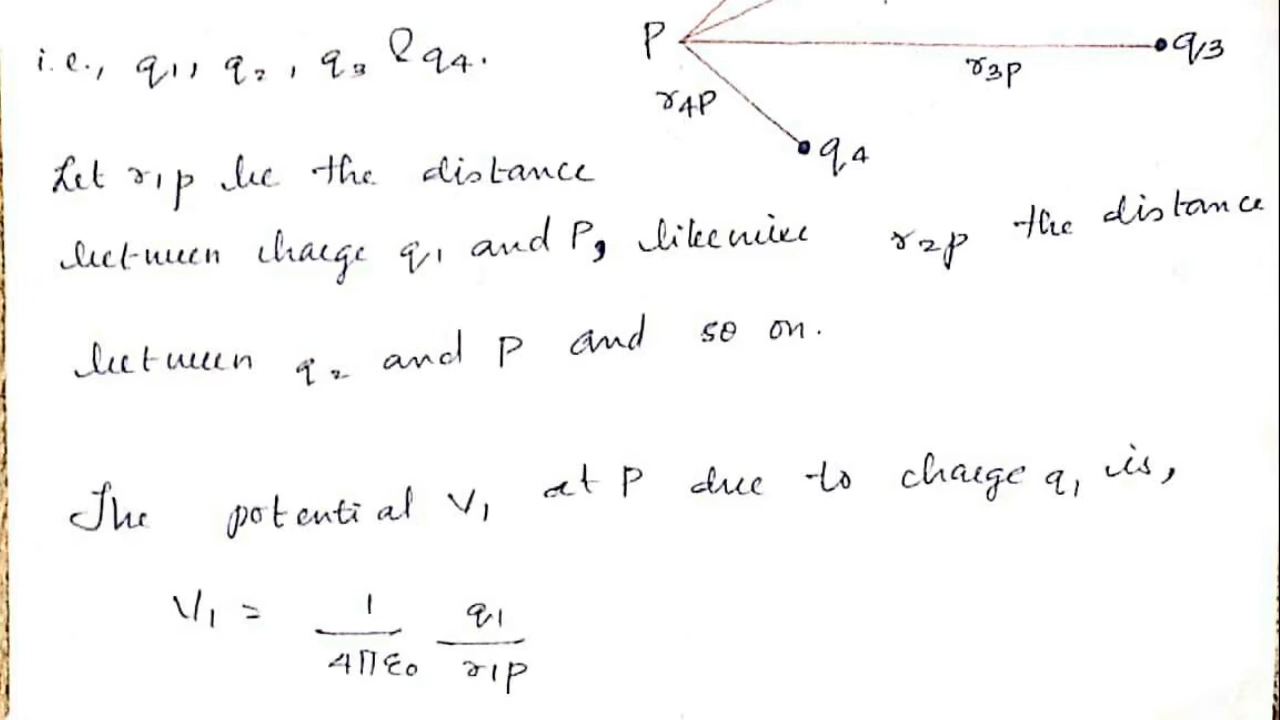 i.e., q1, q2, q3 & q4.
P
r3P
q3
r4P
q4
Let r1P be the distance
between charge q1 and P, likewise r2P the distance
between q2 and P and so on.
The potential V1 at P due to charge q1 is,
V1 = 1/4Πε0 q1/r1P